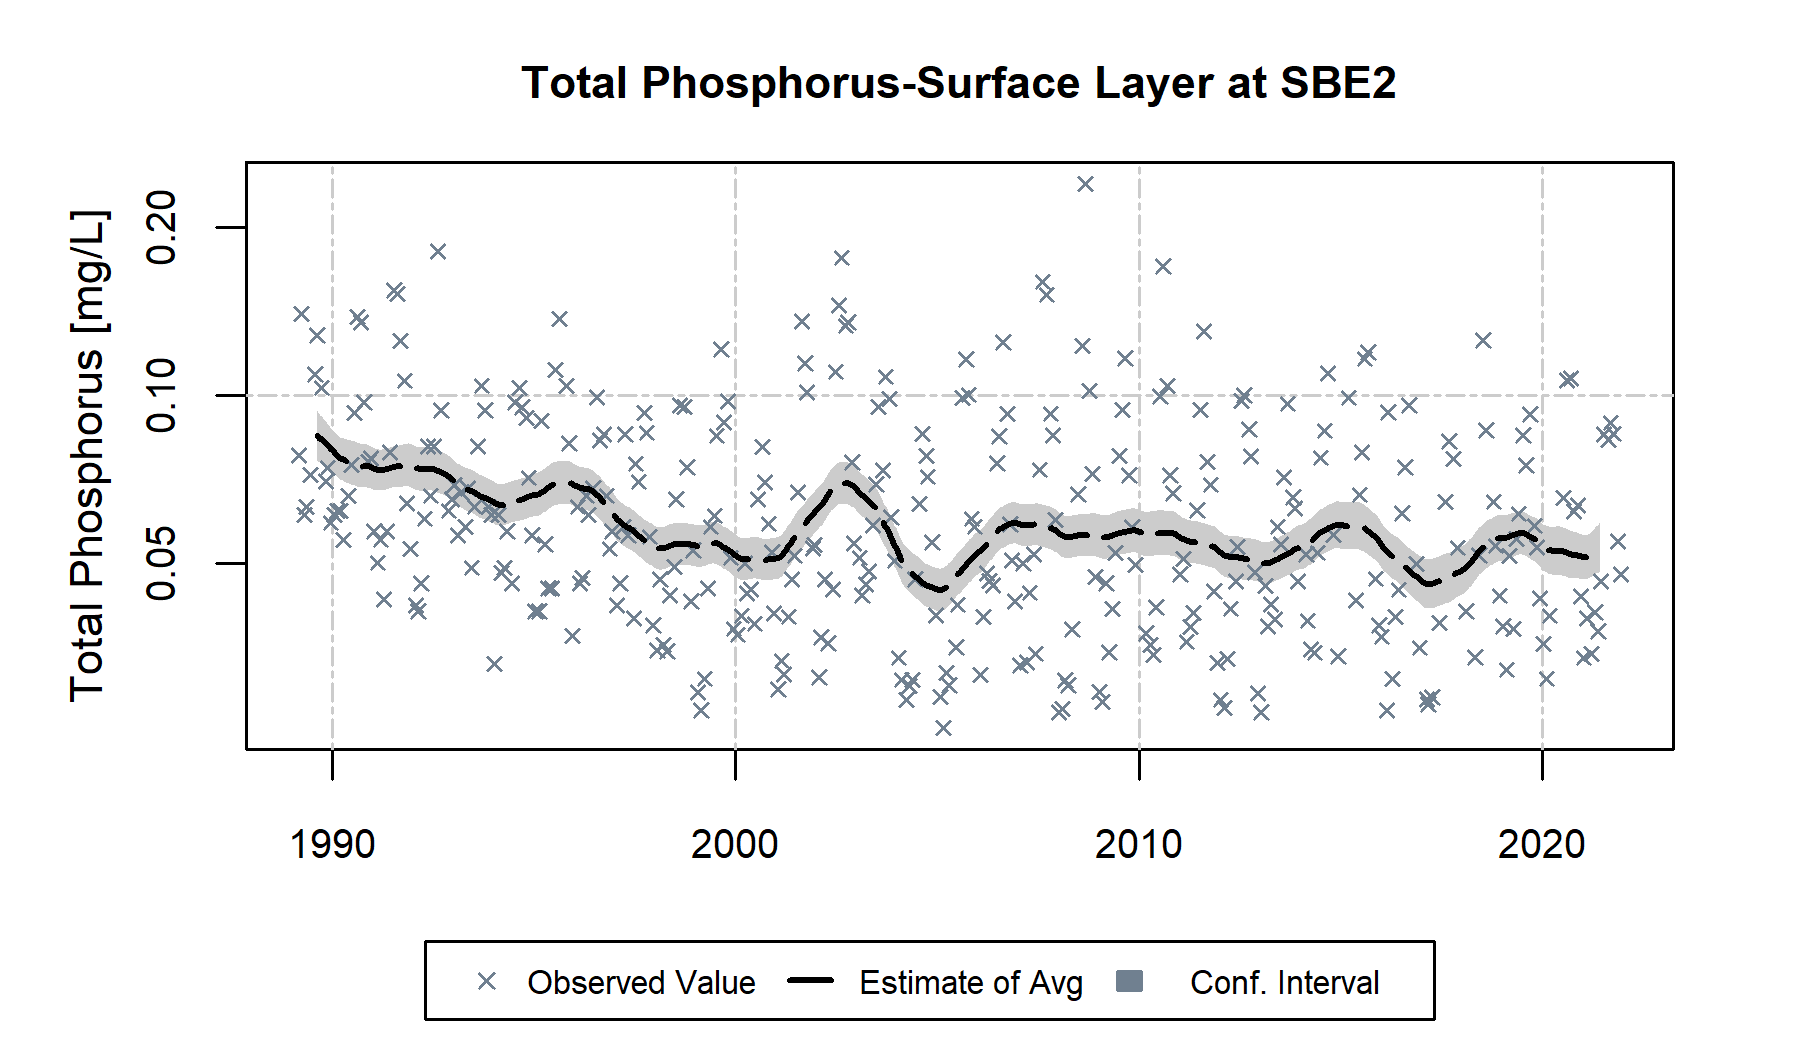 Total Phosphorus-Surface Layer at SBE2
Total Phosphorus [mg/L]
0.20
0.10
0.05
1990 2000 2010 2020
Observed Value Estimate of Avg Conf. Interval